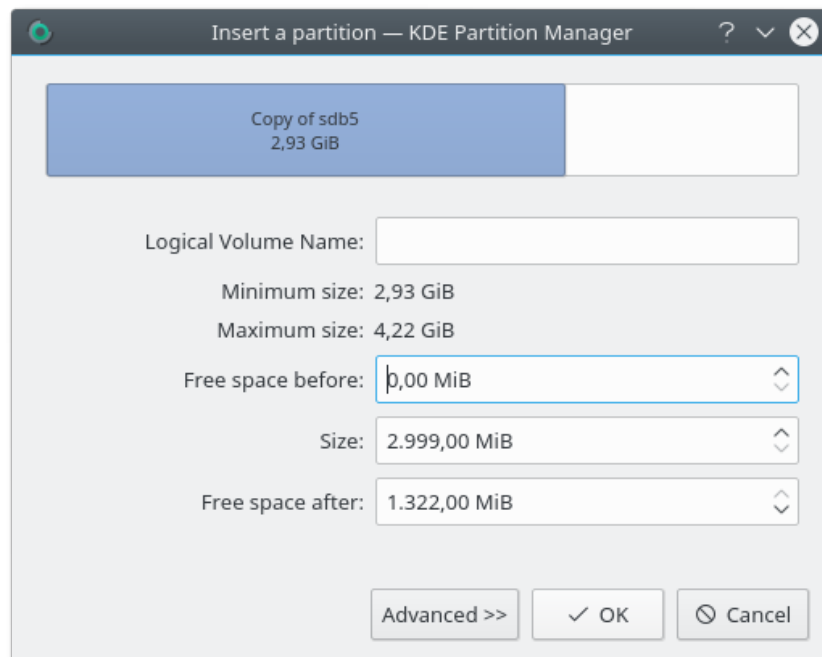 Insert a partition — KDE Partition Manager
Copy of sdb5
2,93 GiB
Logical Volume Name:
Minimum size: 2,93 GiB
Maximum size: 4,22 GiB
Free space before: 0,00 MiB
Size: 2.999,00 MiB
Free space after: 1.322,00 MiB
Advanced >> OK Cancel